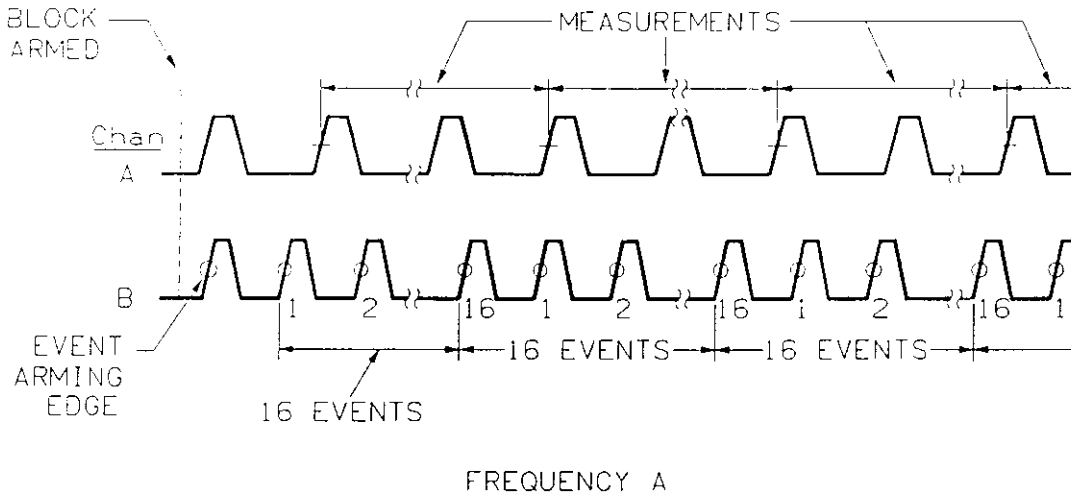 BLOCK
ARMED
MEASUREMENTS
Chan
A
B
1 2 16 1 2 16 i 2 16 1
EVENT
ARMING
EDGE
16 EVENTS 16 EVENTS
16 EVENTS
FREQUENCY A